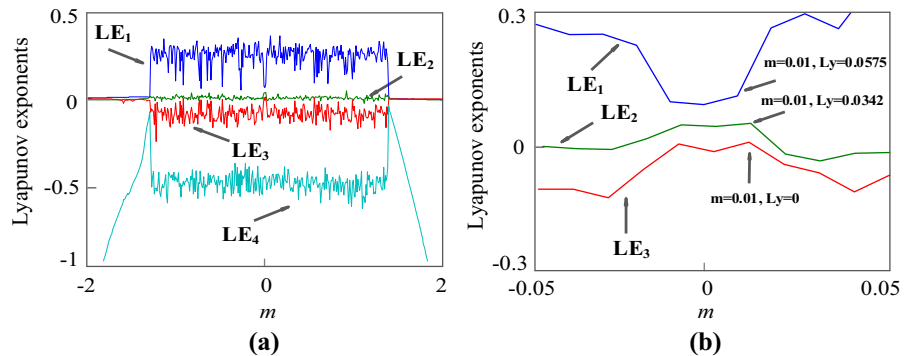 0.5
LE1
LE2
0
LE3
-0.5
LE4
-1
-2
0
2
Lyapunov exponents
m
(a)
0.3
m=0.01, Ly=0.0575
LE1
m=0.01, Ly=0.0342
LE2
0
m=0.01, Ly=0
LE3
-0.3
-0.05
0
0.05
Lyapunov exponents
m
(b)